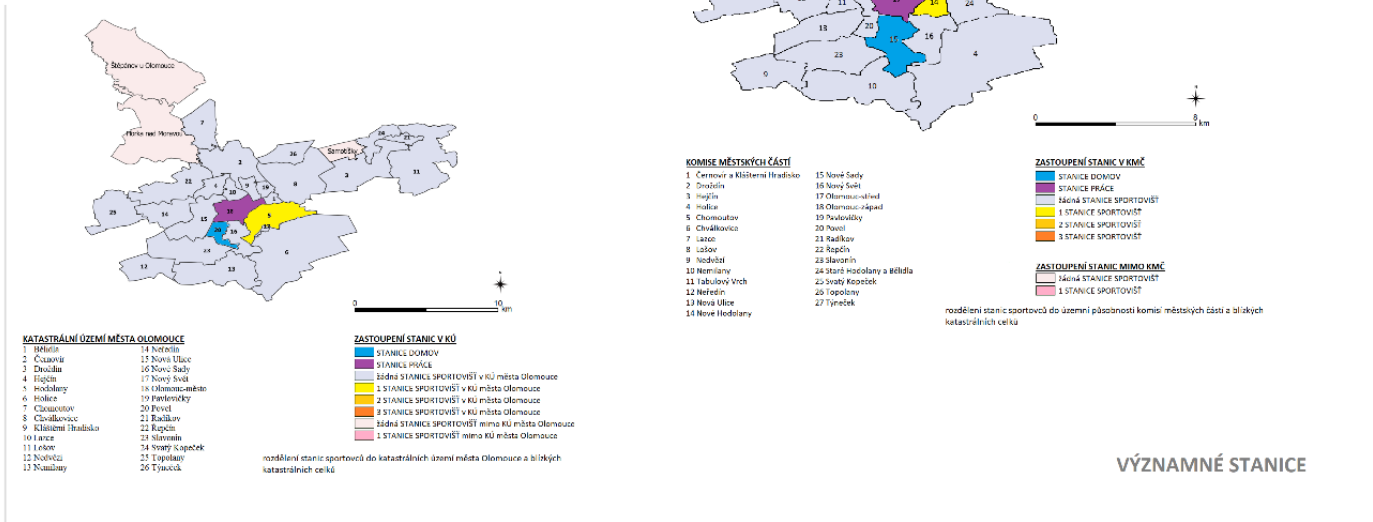 Štěpánov u Olomouce
Horka nad Moravou
Samotišky
0 10
km
KATASTRÁLNÍ ÚZEMÍ MĚSTA OLOMOUCE
1 Bělidla
2 Černovír
3 Droždín
4 Hejčín
5 Hodolany
6 Holice
7 Chomoutov
8 Chválkovice
9 Klášterní Hradisko
10 Lazce
11 Lošov
12 Nedvězí
13 Nemilany
14 Neředín
15 Nová Ulice
16 Nové Sady
17 Nový Svět
18 Olomouc-město
19 Pavlovičky
20 Povel
21 Radíkov
22 Řepčín
23 Slavonín
24 Svatý Kopeček
25 Topolany
26 Týneček
ZASTOUPENÍ STANIC V KÚ
STANICE DOMOV
STANICE PRÁCE
žádná STANICE SPORTOVIŠŤ v KÚ města Olomouce
1 STANICE SPORTOVIŠŤ v KÚ města Olomouce
2 STANICE SPORTOVIŠŤ v KÚ města Olomouce
3 STANICE SPORTOVIŠŤ v KÚ města Olomouce
žádná STANICE SPORTOVIŠŤ mimo KÚ města Olomouce
1 STANICE SPORTOVIŠŤ mimo KÚ města Olomouce
rozdělení stanic sportovců do katastrálních území města Olomouce a blízkých
katastrálních celků
0 8
km
KOMISE MĚSTSKÝCH ČÁSTÍ
1 Černovír a Klášterní Hradisko
2 Droždín
3 Hejčín
4 Holice
5 Chomoutov
6 Chválkovice
7 Lazce
8 Lošov
9 Nedvězí
10 Nemilany
11 Tabulový Vrch
12 Neředín
13 Nová Ulice
14 Nové Hodolany
15 Nové Sady
16 Nový Svět
17 Olomouc-střed
18 Olomouc-západ
19 Pavlovičky
20 Povel
21 Radíkov
22 Řepčín
23 Slavonín
24 Staré Hodolany a Bělidla
25 Svatý Kopeček
26 Topolany
27 Týneček
ZASTOUPENÍ STANIC V KMČ
STANICE DOMOV
STANICE PRÁCE
žádná STANICE SPORTOVIŠŤ
1 STANICE SPORTOVIŠŤ
2 STANICE SPORTOVIŠŤ
3 STANICE SPORTOVIŠŤ
ZASTOUPENÍ STANIC MIMO KMČ
žádná STANICE SPORTOVIŠŤ
1 STANICE SPORTOVIŠŤ
rozdělení stanic sportovců do územní působnosti komisí městských částí a blízkých
katastrálních celků
VÝZNAMNÉ STANICE